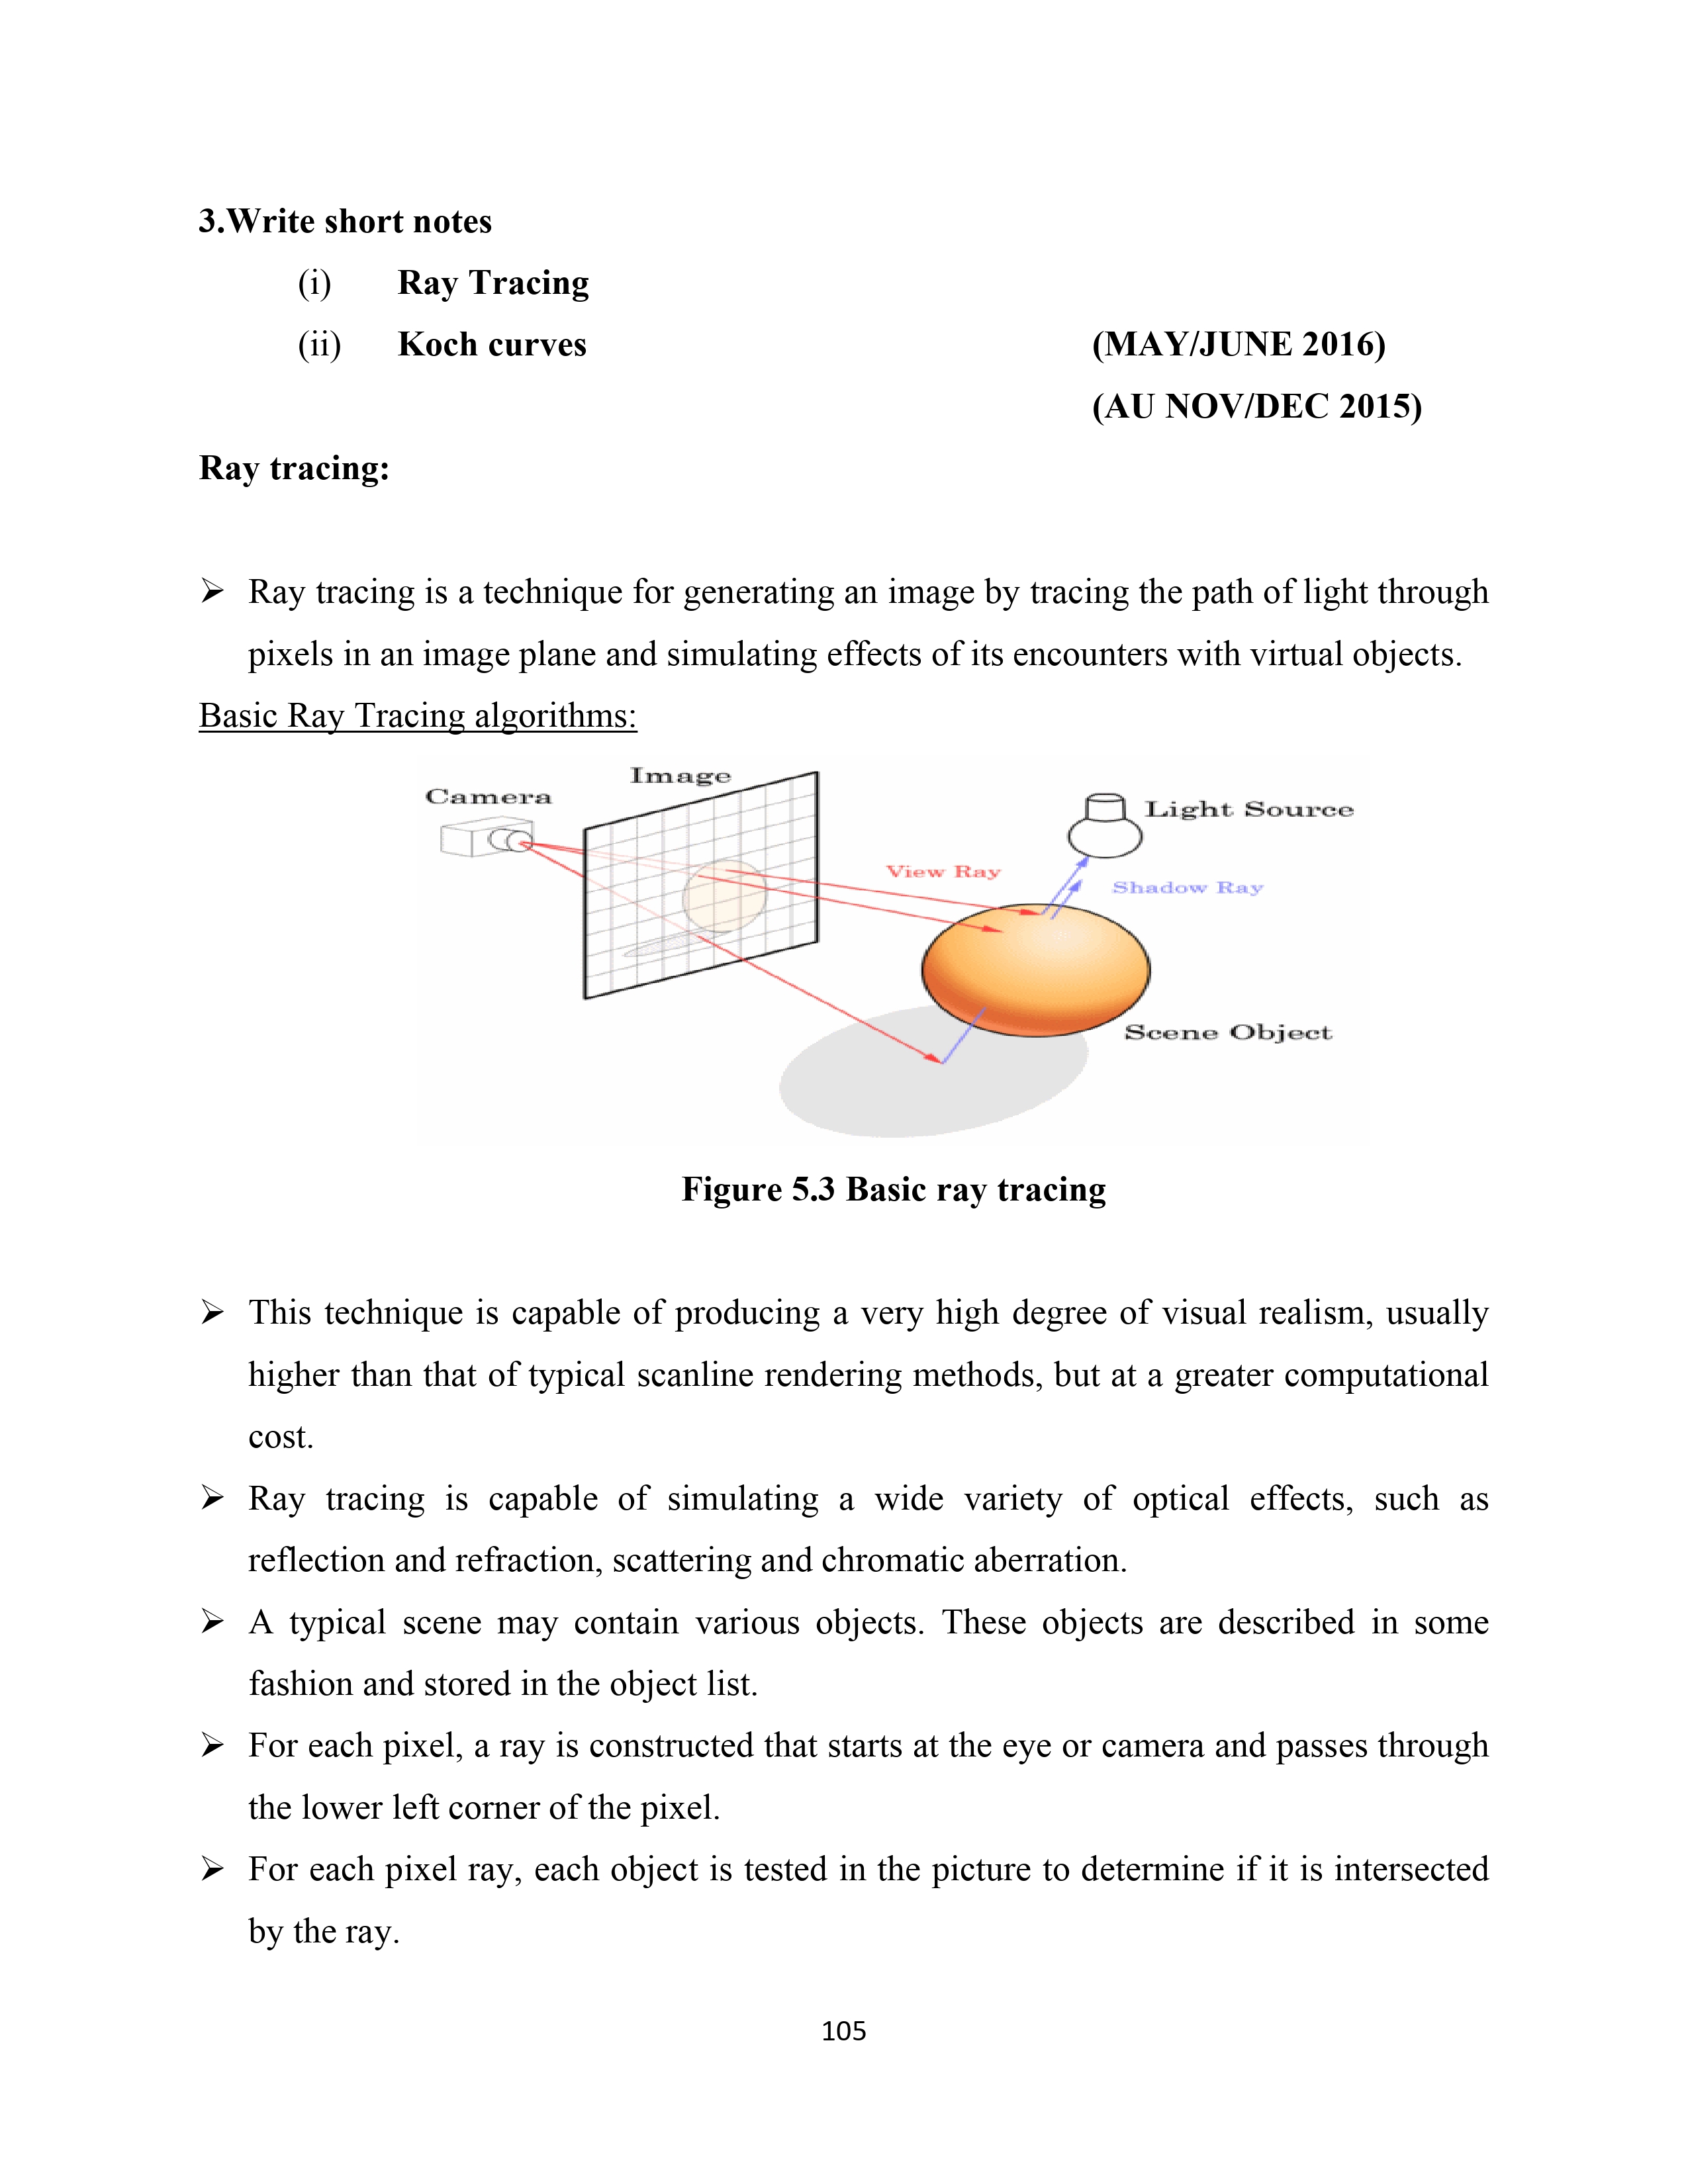 3.Write short notes
(i) Ray Tracing
(ii) Koch curves (MAY/JUNE 2016)
(AU NOV/DEC 2015)
Ray tracing:
➢ Ray tracing is a technique for generating an image by tracing the path of light through
pixels in an image plane and simulating effects of its encounters with virtual objects.
Basic Ray Tracing algorithms:
Image
Camera
Light Source
View Ray
Shadow Ray
Scene Object
Figure 5.3 Basic ray tracing
➢ This technique is capable of producing a very high degree of visual realism, usually
higher than that of typical scanline rendering methods, but at a greater computational
cost.
➢ Ray tracing is capable of simulating a wide variety of optical effects, such as
reflection and refraction, scattering and chromatic aberration.
➢ A typical scene may contain various objects. These objects are described in some
fashion and stored in the object list.
➢ For each pixel, a ray is constructed that starts at the eye or camera and passes through
the lower left corner of the pixel.
➢ For each pixel ray, each object is tested in the picture to determine if it is intersected
by the ray.
105